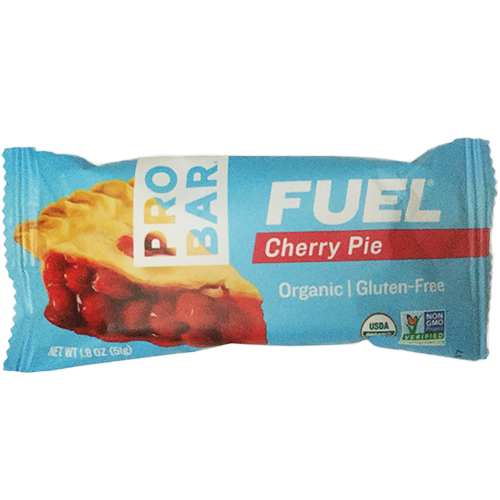 PRO
BAR
FUEL®
Cherry Pie
Organic | Gluten-Free
NET WT 1.8 OZ (51g)
USDA
ORGANIC
NON
GMO
Project
VERIFIED